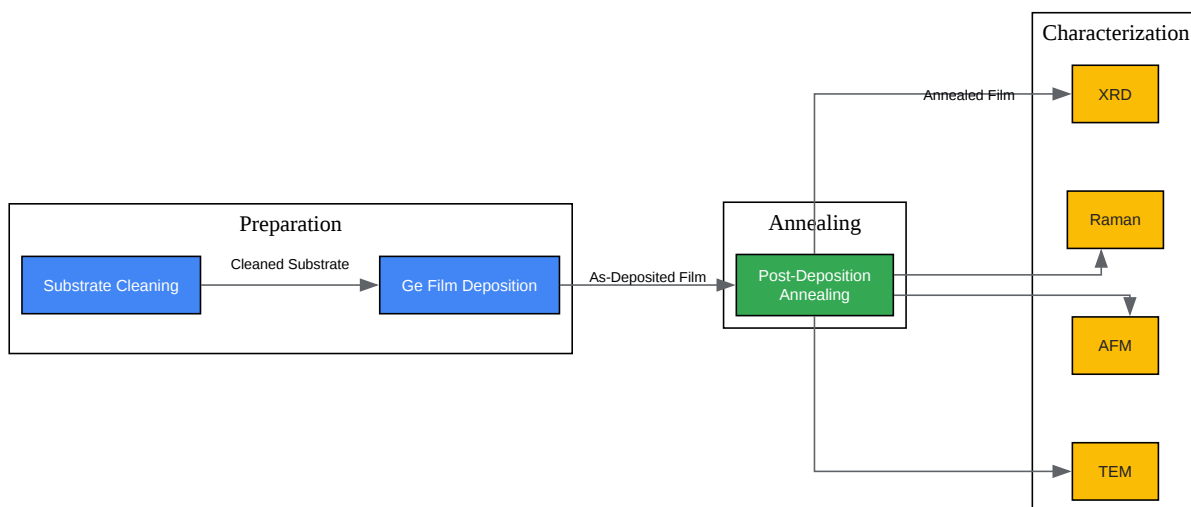 Preparation
Substrate Cleaning
Cleaned Substrate
Ge Film Deposition
As-Deposited Film
Annealing
Post-Deposition
Annealing
Annealed Film
Characterization
XRD
Raman
AFM
TEM